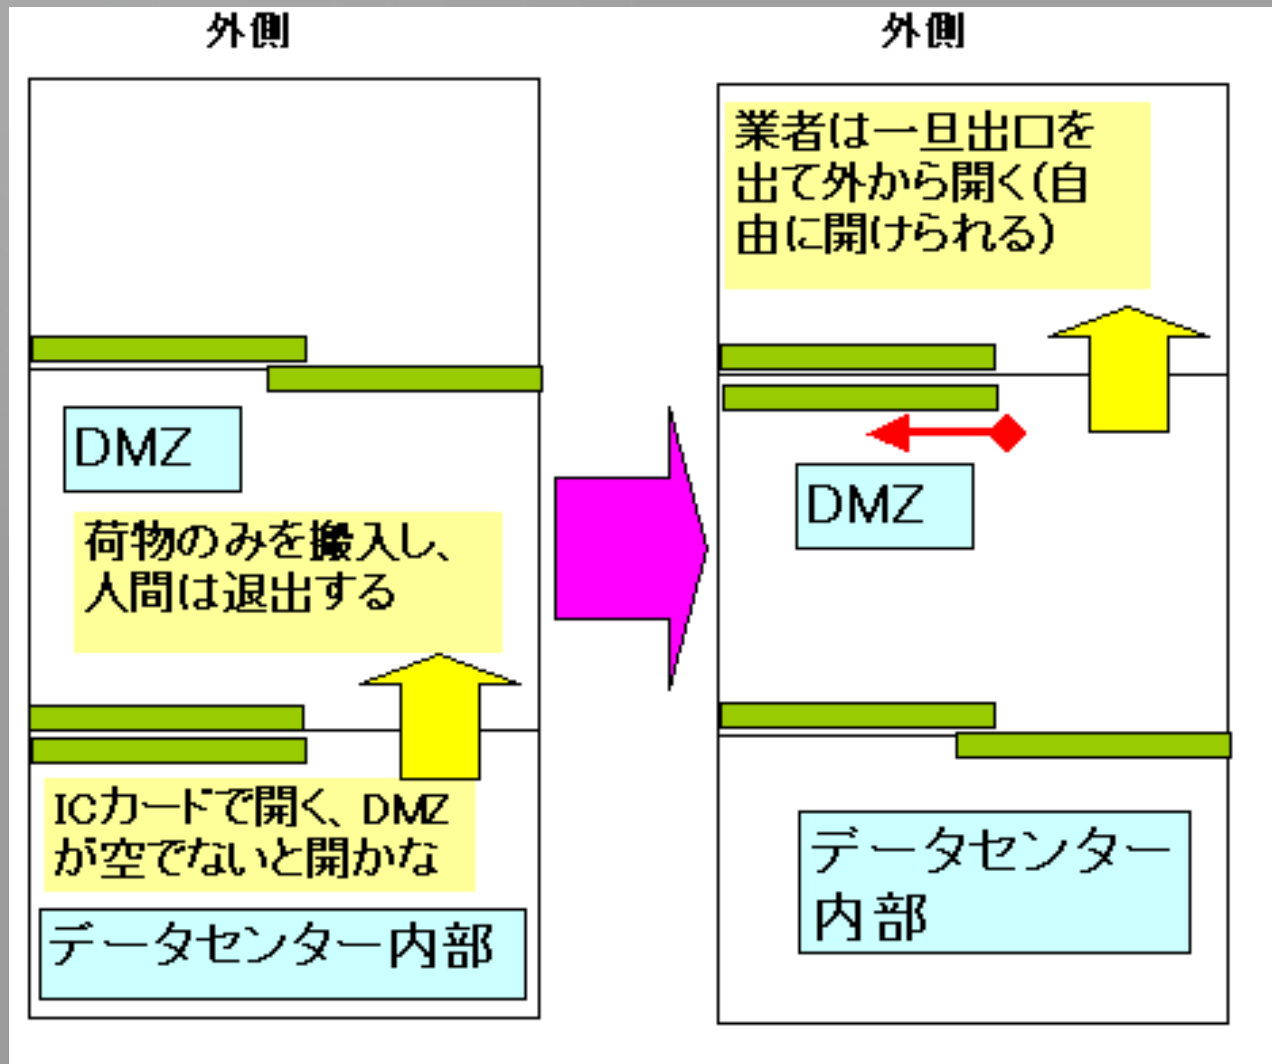 外側
DMZ
荷物のみを搬入し、
人間は退出する
ICカードで開く、DMZ
が空でないと開かな
データセンター内部
外側
業者は一旦出口を
出て外から開く(自
由に開けられる)
DMZ
データセンター
内部